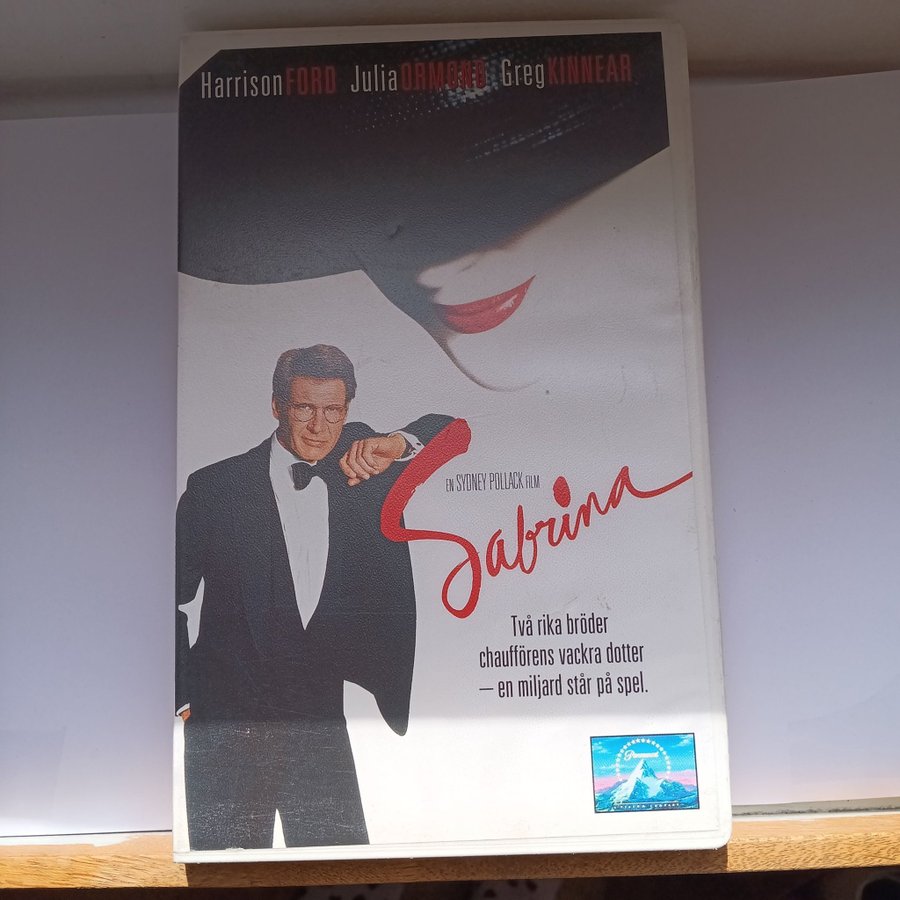 Harrison FORD Julia ORMOND Greg KINNEAR
EN SYDNEY POLLACK FILM
Sabrina
Två rika bröder
chaufförens vackra dotter
– en miljard står på spel.
Paramount